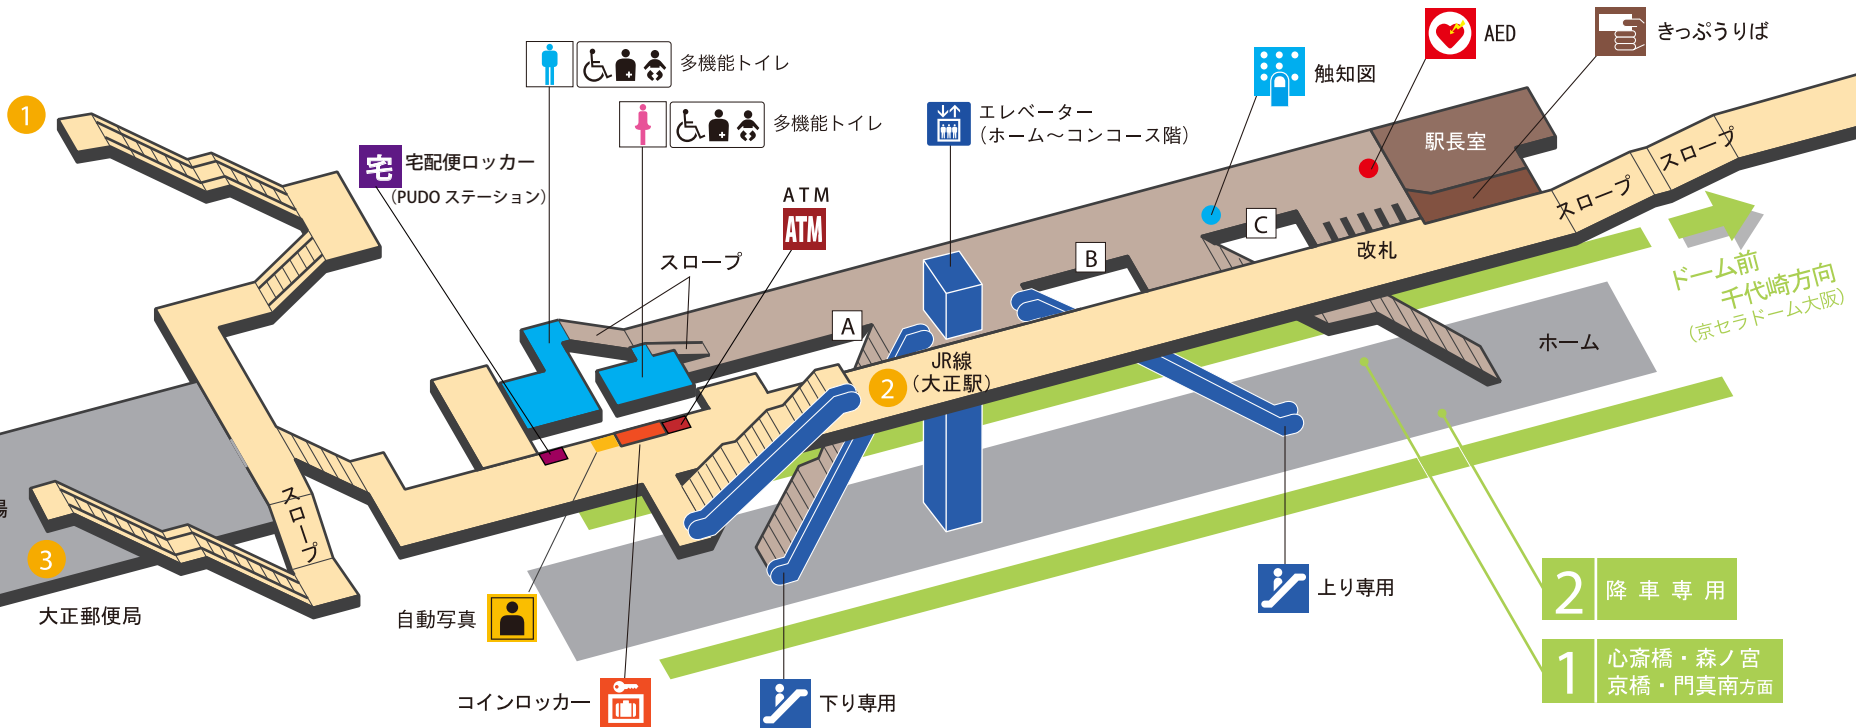 1
多機能トイレ
多機能トイレ
宅
宅配便ロッカー
(PUDO ステーション)
ATM
ATM
スロープ
エレベーター
(ホーム～コンコース階)
触知図
AED
きっぷうりば
駅長室
スロープ
スロープ
改札
A
B
C
JR線
(大正駅)
2
ホーム
ドーム前
千代崎方向
(京セラドーム大阪)
スロープ
3
大正郵便局
自動写真
コインロッカー
下り専用
上り専用
2 降車専用
1 心斎橋・森ノ宮
京橋・門真南方面